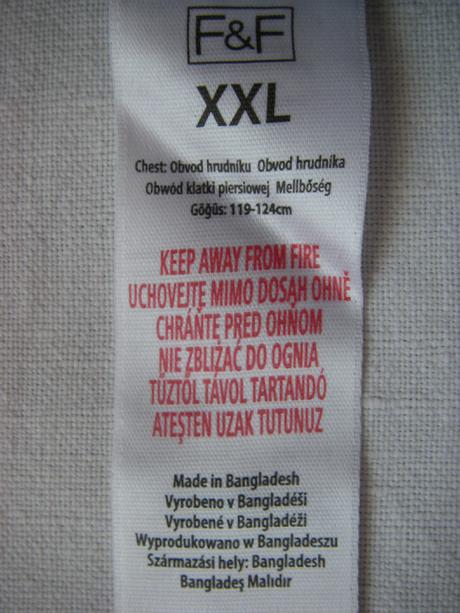 F&F
XXL
Chest: Obvod hrudníku Obvod hrudníka
Obwód klatki piersiowej Mellbőség
Göğüs: 119-124cm
KEEP AWAY FROM FIRE
UCHOVEJTE MIMO DOSAH OHNĚ
CHRÁŇTE PRED OHŇOM
NIE ZBLIŻAĆ DO OGNIA
TŰZTŐL TÁVOL TARTANDÓ
ATEŞTEN UZAK TUTUNUZ
Made in Bangladesh
Vyrobeno v Bangladéši
Vyrobené v Bangladéži
Wyprodukowano w Bangladeszu
Származási hely: Bangladesh
Bangladeş Malıdır